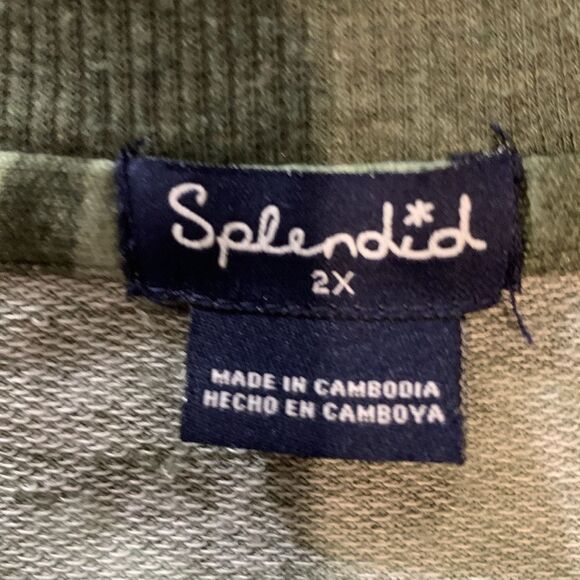 Splendid
2X
MADE IN CAMBODIA
HECHO EN CAMBOYA